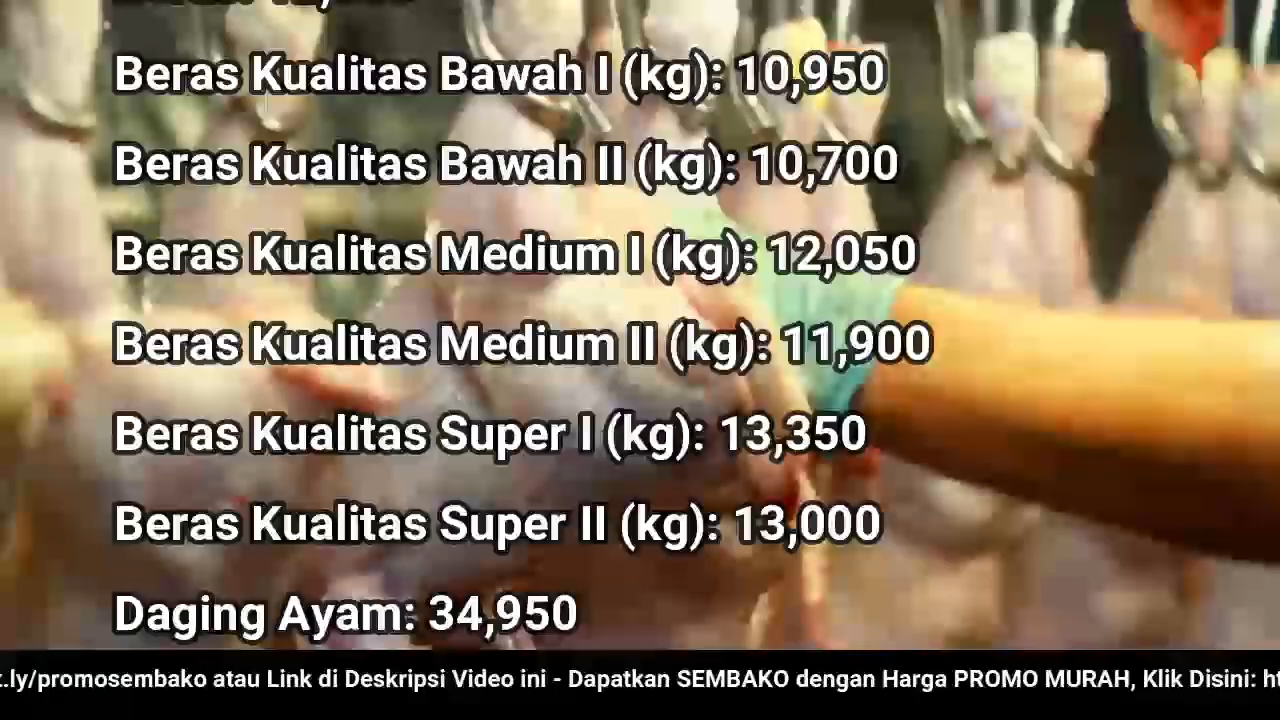 Beras Kualitas Bawah I (kg): 10,950
Beras Kualitas Bawah II (kg): 10,700
Beras Kualitas Medium I (kg): 12,050
Beras Kualitas Medium II (kg): 11,900
Beras Kualitas Super I (kg): 13,350
Beras Kualitas Super II (kg): 13,000
Daging Ayam: 34,950
.ly/promosembako atau Link di Deskripsi Video ini - Dapatkan SEMBAKO dengan Harga PROMO MURAH, Klik Disini: